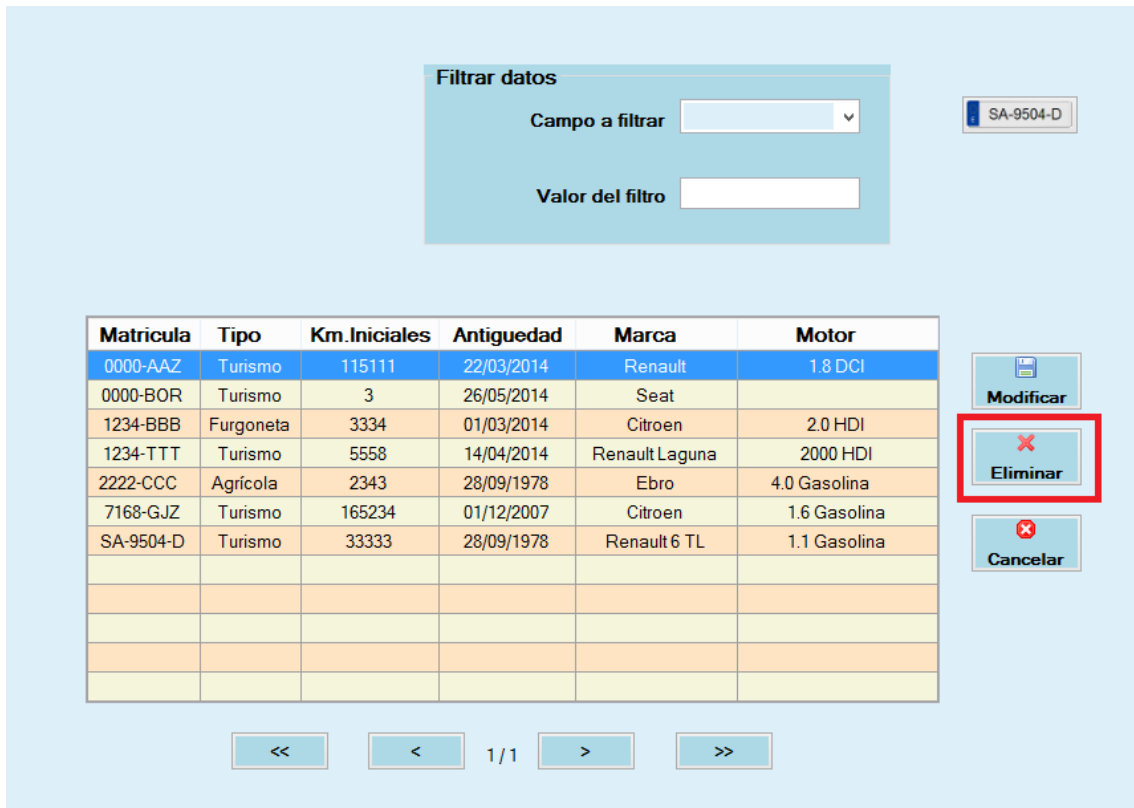 Filtrar datos
Campo a filtrar
SA-9504-D
Valor del filtro
Matricula Tipo Km.Iniciales Antiguedad Marca Motor
0000-AAZ Turismo 115111 22/03/2014 Renault 1.8 DCI
0000-BOR Turismo 3 26/05/2014 Seat
1234-BBB Furgoneta 3334 01/03/2014 Citroen 2.0 HDI
1234-TTT Turismo 5558 14/04/2014 Renault Laguna 2000 HDI
2222-CCC Agrícola 2343 28/09/1978 Ebro 4.0 Gasolina
7168-GJZ Turismo 165234 01/12/2007 Citroen 1.6 Gasolina
SA-9504-D Turismo 33333 28/09/1978 Renault 6 TL 1.1 Gasolina
Modificar
Eliminar
Cancelar
<< < 1 / 1 > >>